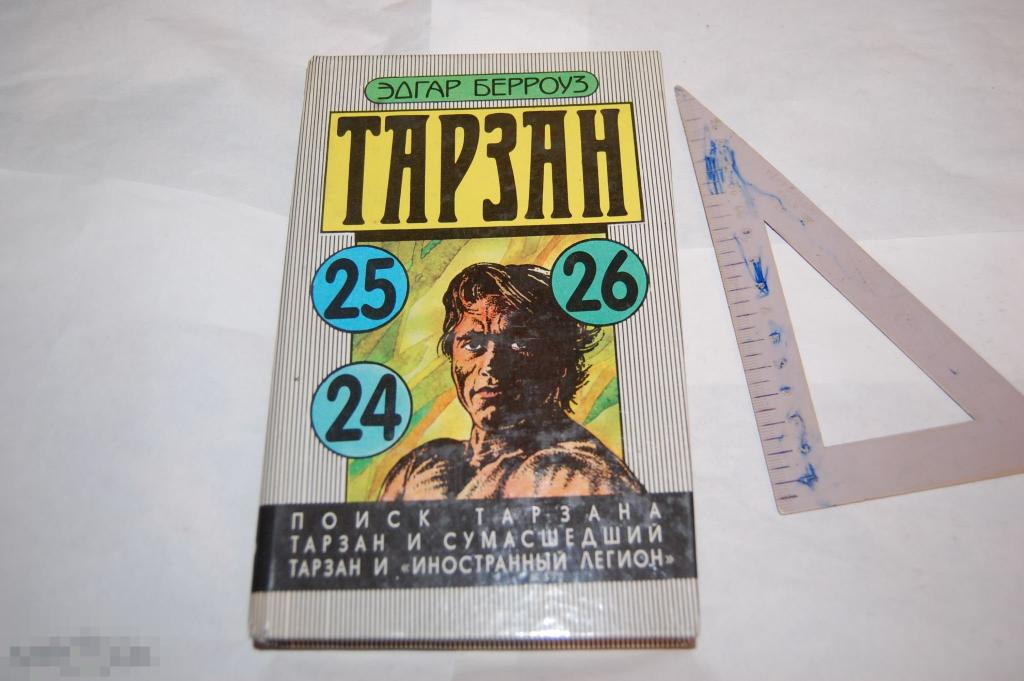 ЭДГАР БЕРРОУЗ
ТАРЗАН
25
26
24
ПОИСК ТАРЗАНА
ТАРЗАН И СУМАСШЕДШИЙ
ТАРЗАН И «ИНОСТРАННЫЙ ЛЕГИОН»